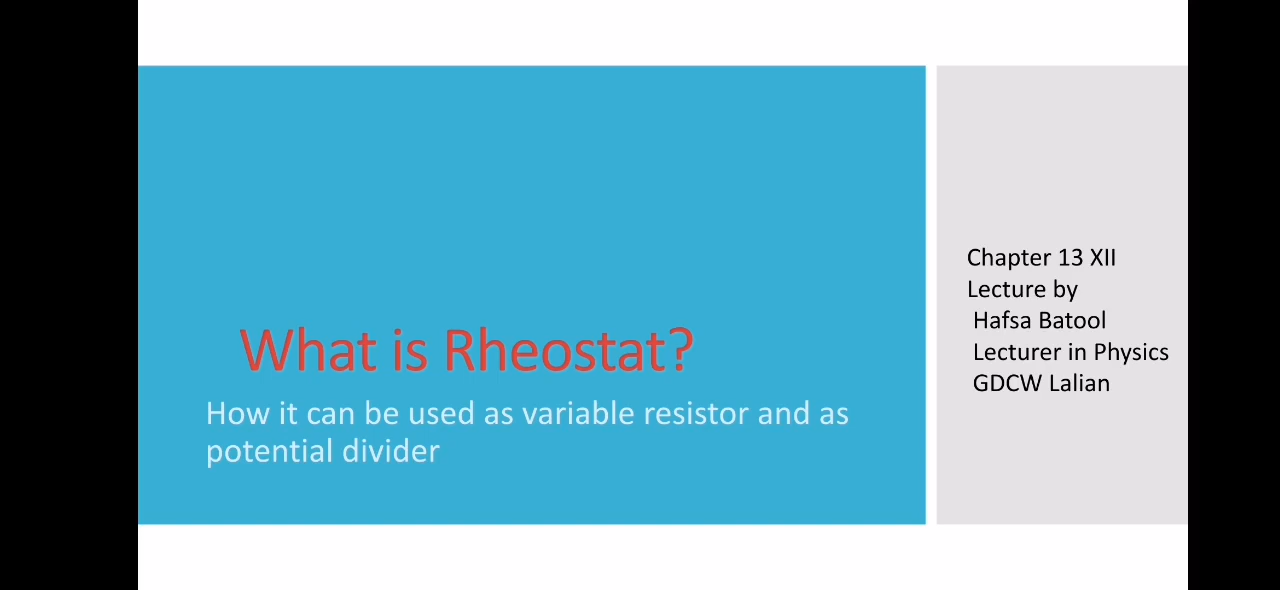 What is Rheostat?
How it can be used as variable resistor and as
potential divider
Chapter 13 XII
Lecture by
Hafsa Batool
Lecturer in Physics
GDCW Lalian